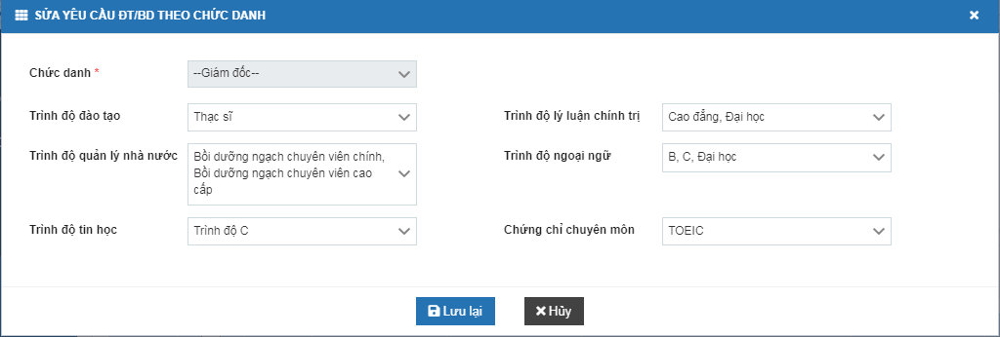 SỬA YÊU CẦU ĐT/BD THEO CHỨC DANH
Chức danh *
--Giám đốc--
Trình độ đào tạo
Thạc sĩ
Trình độ lý luận chính trị
Cao đẳng, Đại học
Trình độ quản lý nhà nước
Bồi dưỡng ngạch chuyên viên chính,
Bồi dưỡng ngạch chuyên viên cao
cấp
Trình độ ngoại ngữ
B, C, Đại học
Trình độ tin học
Trình độ C
Chứng chỉ chuyên môn
TOEIC
Lưu lại
Hủy